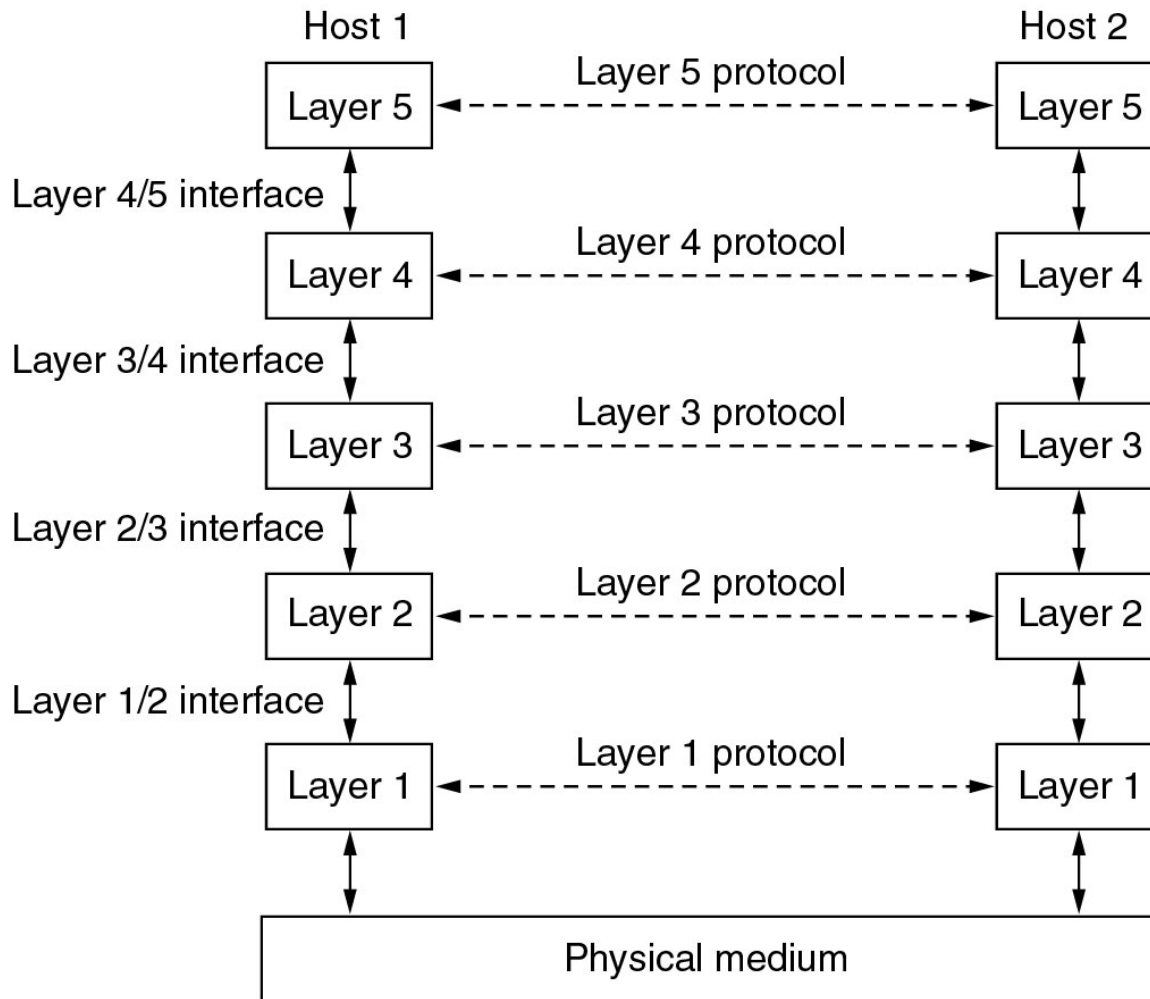 Host 1
Host 2
Layer 5
Layer 5 protocol
Layer 5
Layer 4/5 interface
Layer 4
Layer 4 protocol
Layer 4
Layer 3/4 interface
Layer 3
Layer 3 protocol
Layer 3
Layer 2/3 interface
Layer 2
Layer 2 protocol
Layer 2
Layer 1/2 interface
Layer 1
Layer 1 protocol
Layer 1
Physical medium